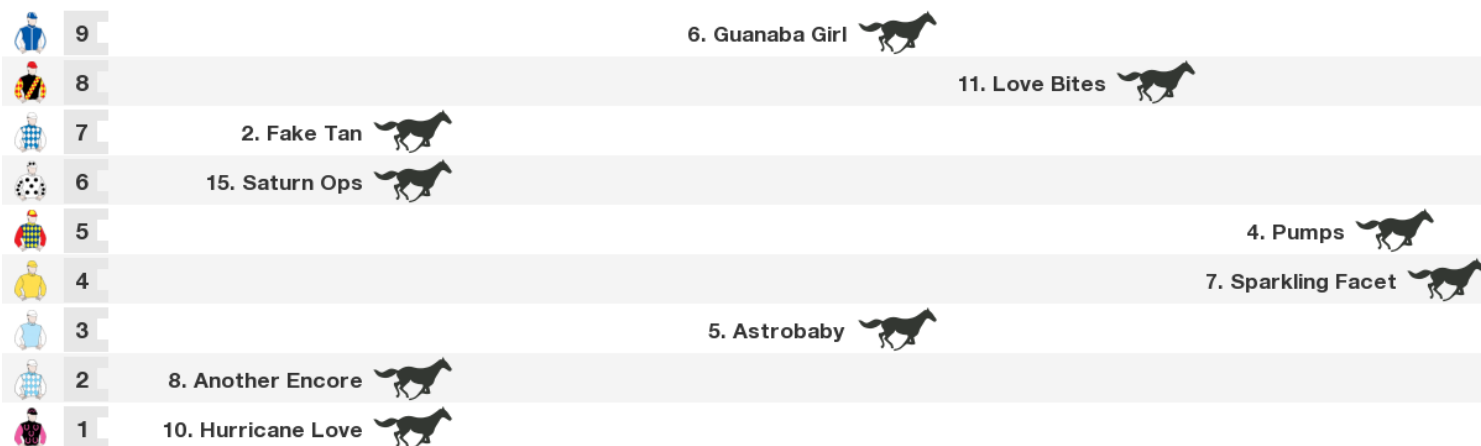 9 6. Guanaba Girl
8 11. Love Bites
7 2. Fake Tan
6 15. Saturn Ops
5 4. Pumps
4 7. Sparkling Facet
3 5. Astrobaby
2 8. Another Encore
1 10. Hurricane Love